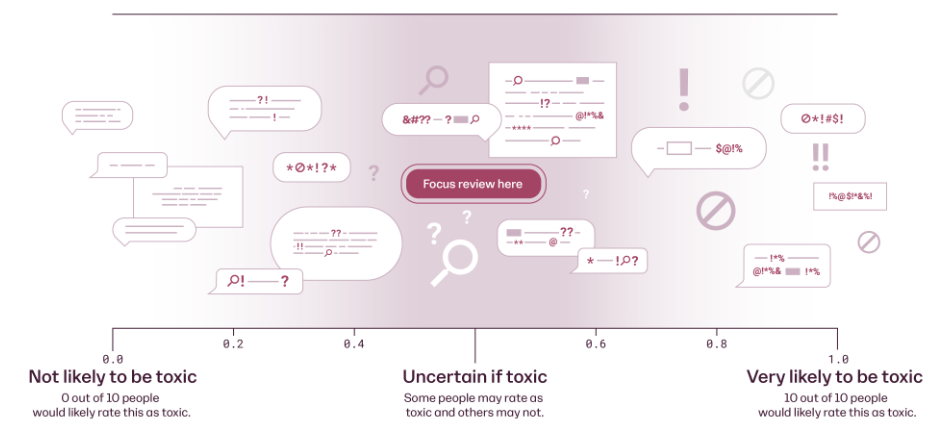 ?!
!
&#?? – ?
!?
@!*%&
****
$@!%
Ø*!#$!
!!
!%@$!*&%!
*Ø*!?*
?
Focus review here
?
??
!!
?
?
??
**
@
* — !
?
!
?
!*%
@!*%&
!*%
0.0
0.2
0.4
0.6
0.8
1.0
Not likely to be toxic
0 out of 10 people
would likely rate this as toxic.
Uncertain if toxic
Some people may rate as
toxic and others may not.
Very likely to be toxic
10 out of 10 people
would likely rate this as toxic.